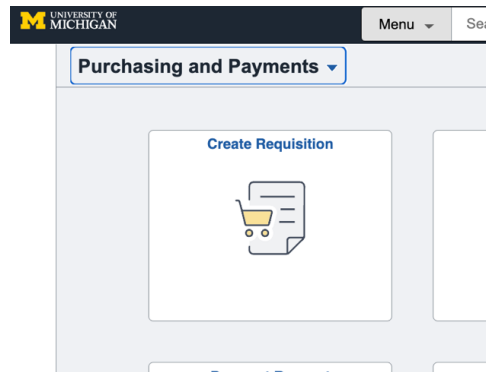 M UNIVERSITY OF
MICHIGAN
Menu
Purchasing and Payments
Create Requisition